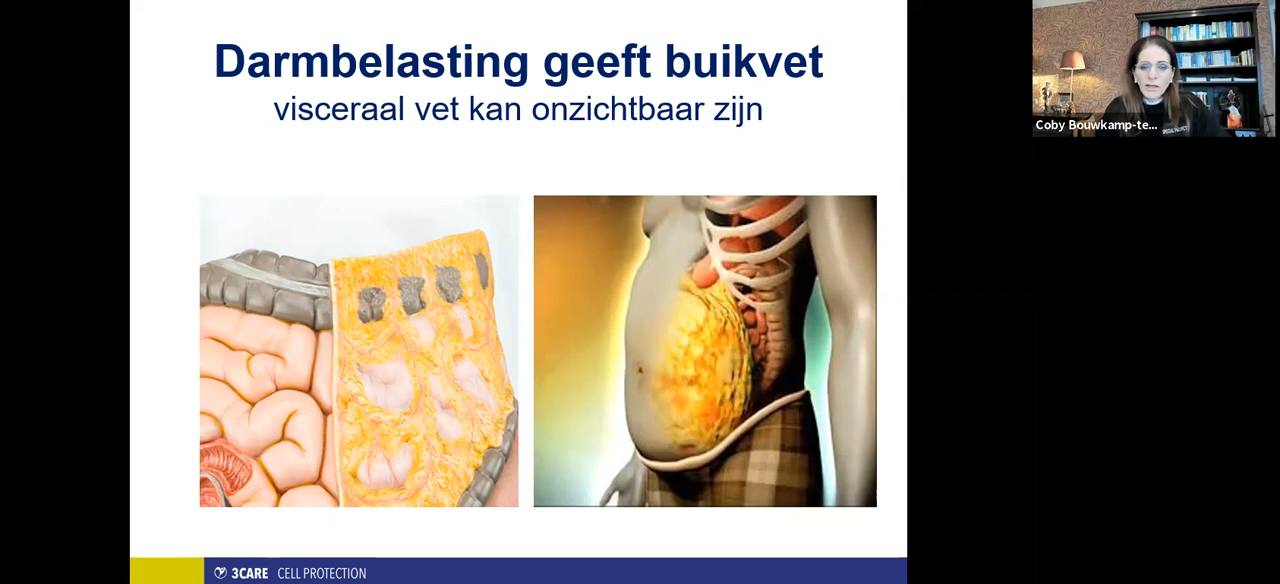 Darmbelasting geeft buikvet
visceraal vet kan onzichtbaar zijn
Coby Bouwkamp-te...
3CARE CELL PROTECTION